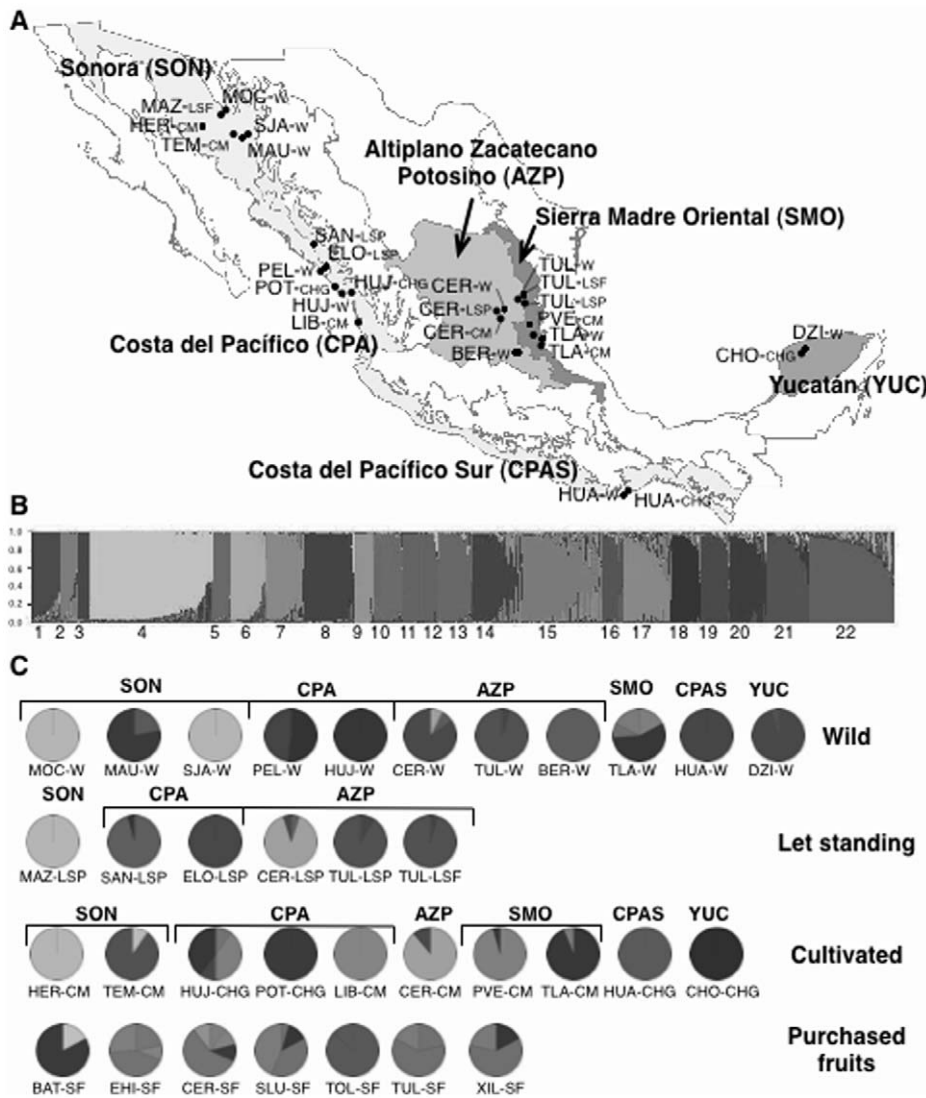 A
Sonora (SON)
MOC-W
MAZ-LSF
HER-CM
SJA-W
TEM-CM
MAU-W
Altiplano Zacatecano
Potosino (AZP)
Sierra Madre Oriental (SMO)
SAN-LSP
ELO-LSP
TUL-W
PEL-W
HUJ-CHG
CER-W
TUL-LSF
POT-CHG
TUL-LSP
HUJ-W
CER-LSP
PVE-CM
LIB-CM
CER-CM
TLA-W
DZI-W
Costa del Pacífico (CPA)
BER-W
TLA-CM
CHO-CHG
Yucatán (YUC)
Costa del Pacífico Sur (CPAS)
HUA-W
HUA-CHG
B
1.0
0.8
0.6
0.4
0.2
0.0
1 2 3 4 5 6 7 8 9 10 11 12 13 14 15 16 17 18 19 20 21 22
C
SON CPA AZP SMO CPAS YUC
Wild
MOC-W MAU-W SJA-W PEL-W HUJ-W CER-W TUL-W BER-W TLA-W HUA-W DZI-W
SON CPA AZP
Let standing
MAZ-LSP SAN-LSP ELO-LSP CER-LSP TUL-LSP TUL-LSF
SON CPA AZP SMO CPAS YUC
Cultivated
HER-CM TEM-CM HUJ-CHG POT-CHG LIB-CM CER-CM PVE-CM TLA-CM HUA-CHG CHO-CHG
Purchased
fruits
BAT-SF EHI-SF CER-SF SLU-SF TOL-SF TUL-SF XIL-SF